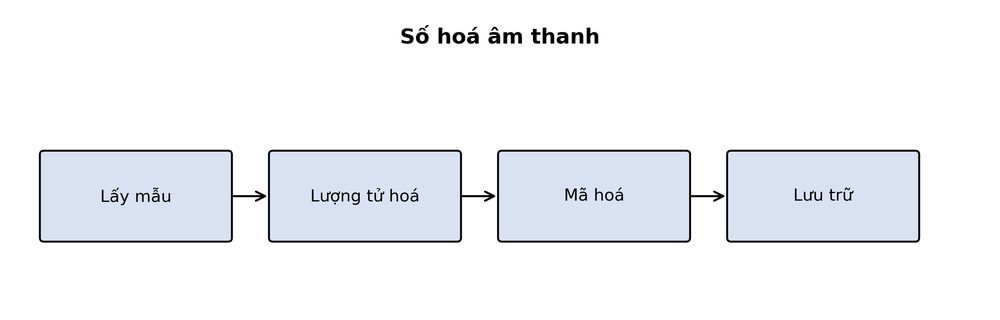 Số hoá âm thanh
Lấy mẫu
Lượng tử hoá
Mã hoá
Lưu trữ